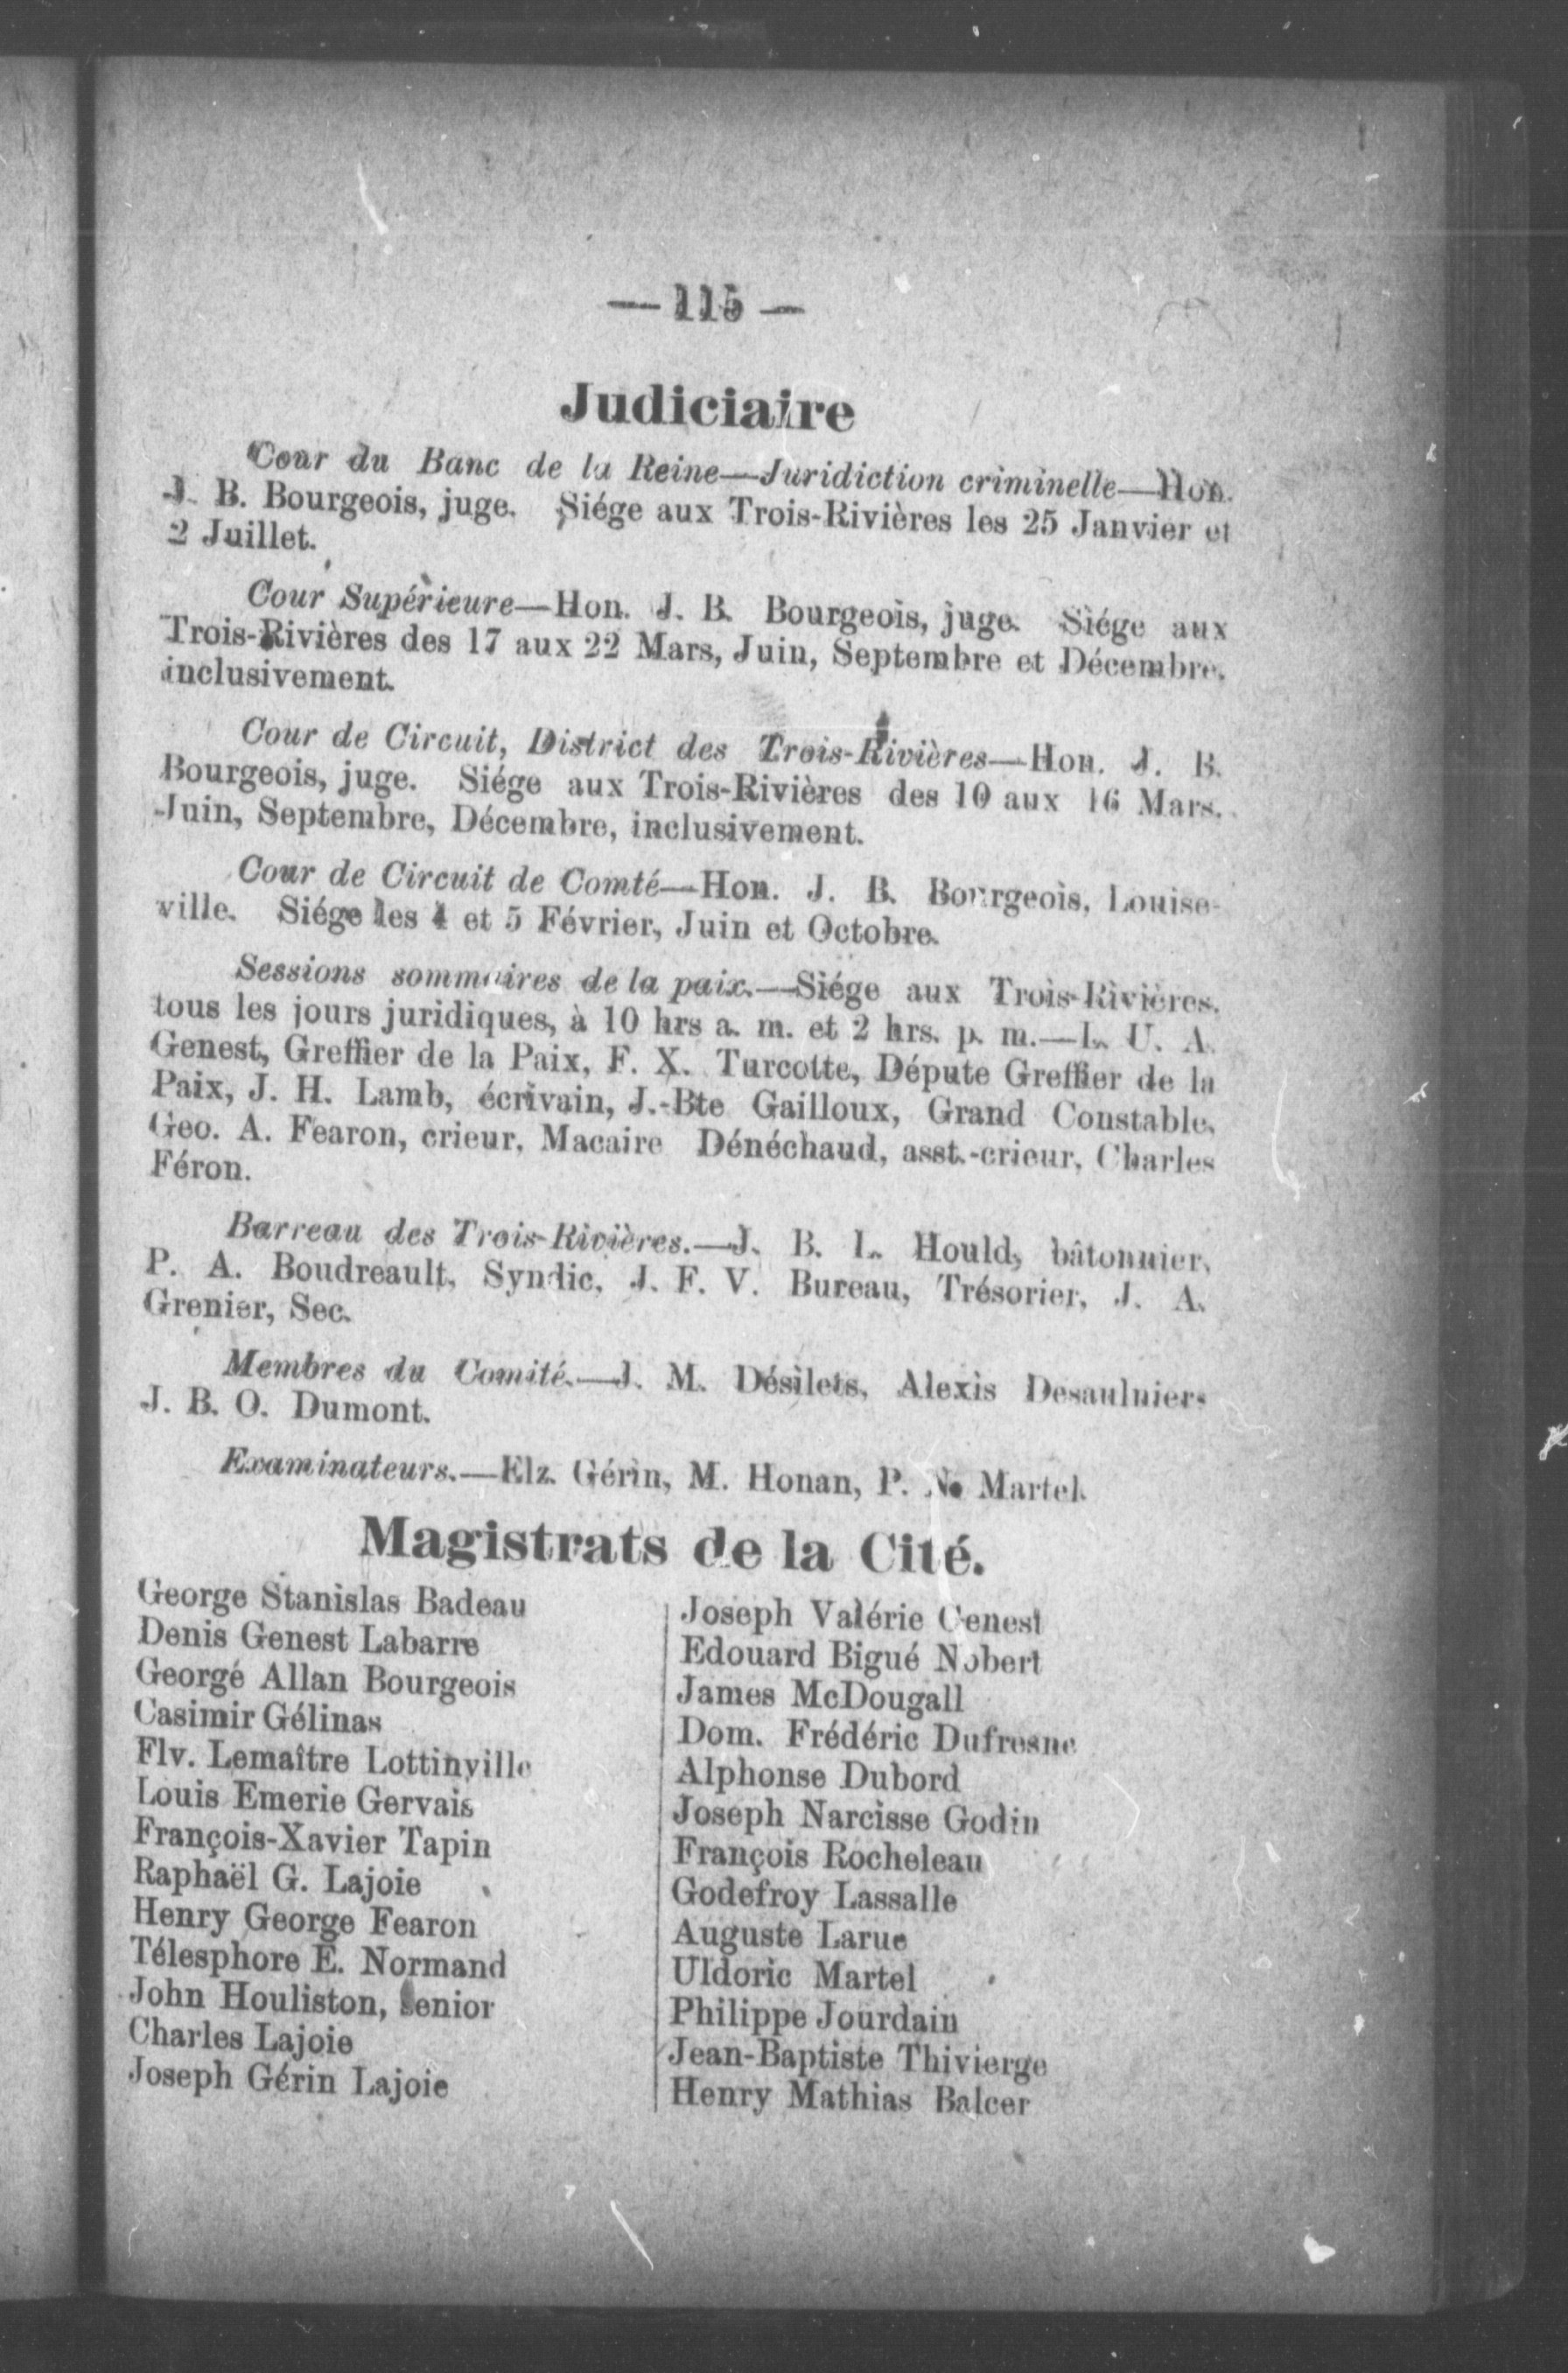 — 115 —
Judiciaire
Cour du Banc de la Reine—Juridiction criminelle—Hon.
J. B. Bourgeois, juge. Siége aux Trois-Rivières les 25 Janvier et
2 Juillet.
Cour Supérieure—Hon. J. B. Bourgeois, juge. Siége aux
Trois-Rivières des 17 aux 22 Mars, Juin, Septembre et Décembre,
inclusivement.
Cour de Circuit, District des Trois-Rivières—Hon. J. B.
Bourgeois, juge. Siége aux Trois-Rivières des 10 aux 16 Mars,
Juin, Septembre, Décembre, inclusivement.
Cour de Circuit de Comté—Hon. J. B. Bourgeois, Louise-
ville. Siége les 4 et 5 Février, Juin et Octobre.
Sessions sommaires de la paix.—Siége aux Trois-Rivières,
tous les jours juridiques, à 10 hrs a. m. et 2 hrs. p. m.—L. U. A.
Genest, Greffier de la Paix, F. X. Turcotte, Députe Greffier de la
Paix, J. H. Lamb, écrivain, J.-Bte Gailloux, Grand Constable,
Geo. A. Fearon, crieur, Macaire Dénéchaud, asst.-crieur, Charles
Féron.
Barreau des Trois-Rivières.—J. B. L. Hould, bâtonnier,
P. A. Boudreault, Syndic, J. F. V. Bureau, Trésorier, J. A.
Grenier, Sec.
Membres du Comité.—J. M. Désilets, Alexis Desaulniers
J. B. O. Dumont.
Examinateurs.—Elz. Gérin, M. Honan, P. N. Martel.
Magistrats de la Cité.
George Stanislas Badeau
Denis Genest Labarre
George Allan Bourgeois
Casimir Gélinas
Flv. Lemaître Lottinville
Louis Emerie Gervais
François-Xavier Tapin
Raphaël G. Lajoie
Henry George Fearon
Télesphore E. Normand
John Houliston, senior
Charles Lajoie
Joseph Gérin Lajoie
Joseph Valérie Genest
Edouard Bigué Nobert
James McDougall
Dom. Frédéric Dufresne
Alphonse Dubord
Joseph Narcisse Godin
François Rocheleau
Godefroy Lassalle
Auguste Larue
Uldoric Martel
Philippe Jourdain
Jean-Baptiste Thivierge
Henry Mathias Balcer